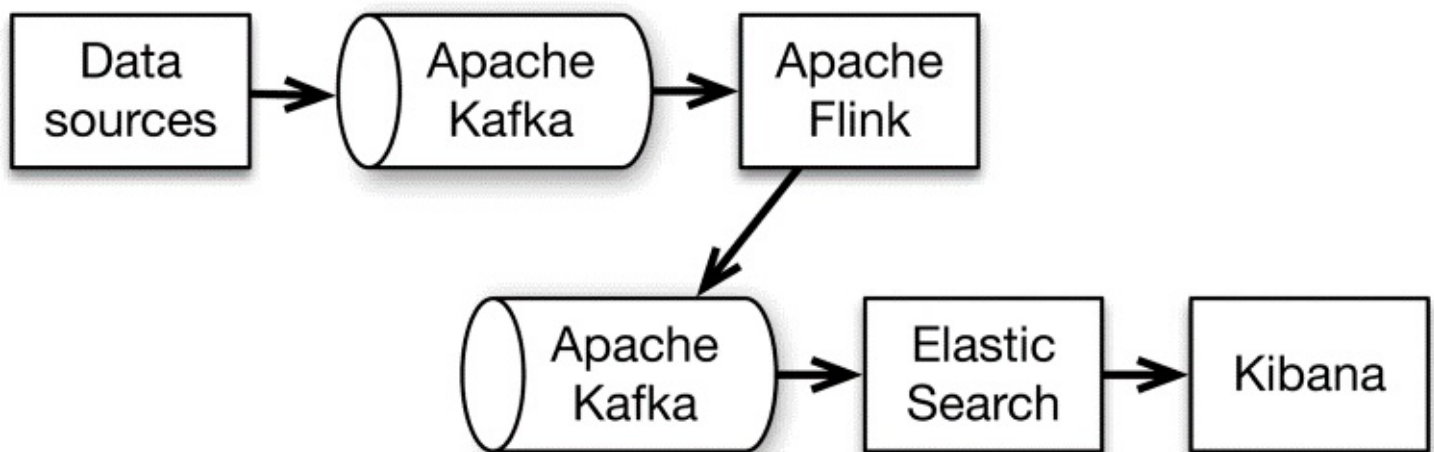 Data
sources
Apache
Kafka
Apache
Flink
Apache
Kafka
Elastic
Search
Kibana